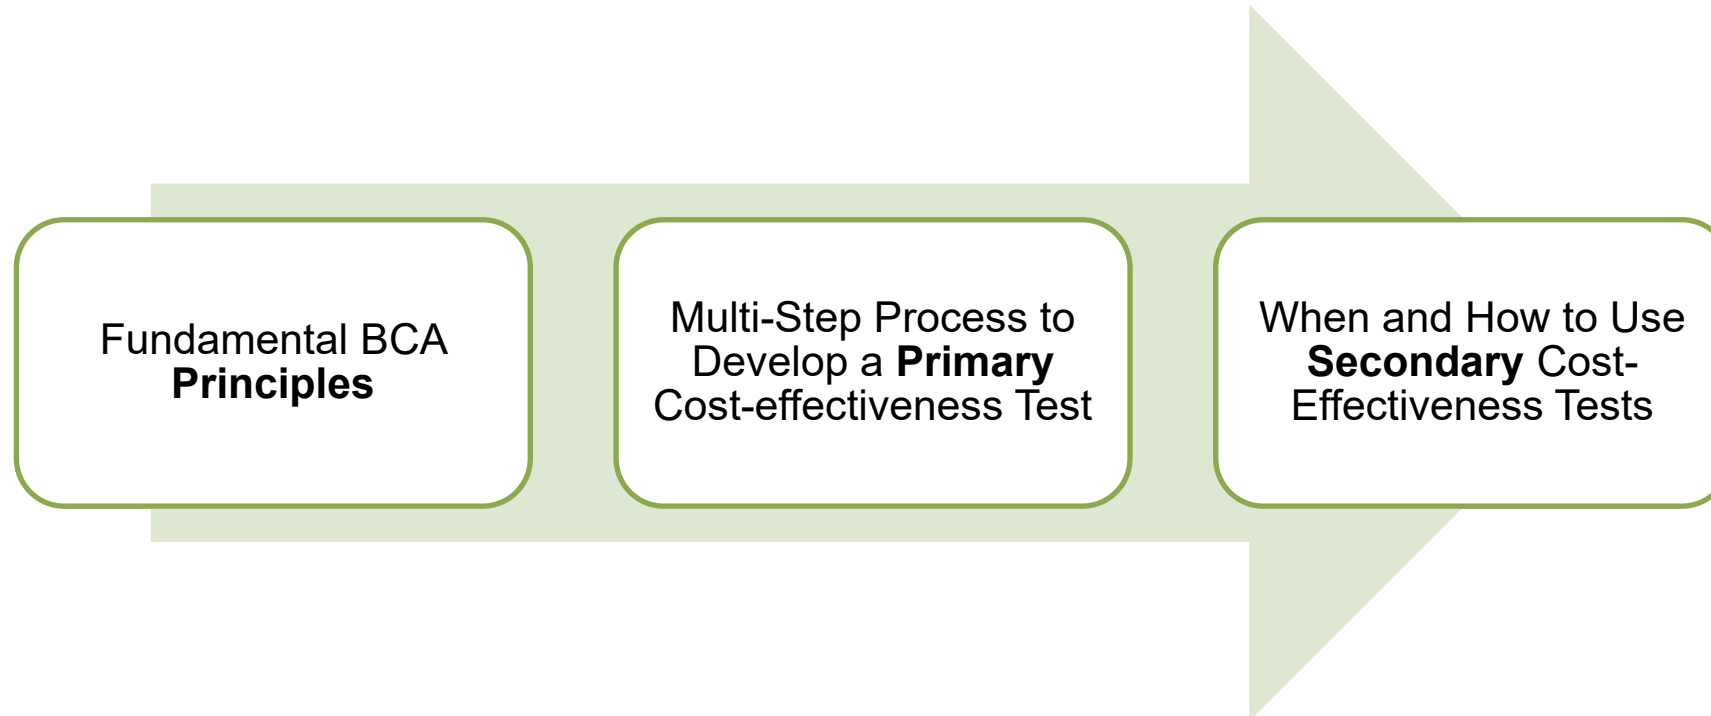 Fundamental BCA
Principles
Multi-Step Process to
Develop a Primary
Cost-effectiveness Test
When and How to Use
Secondary Cost-
Effectiveness Tests